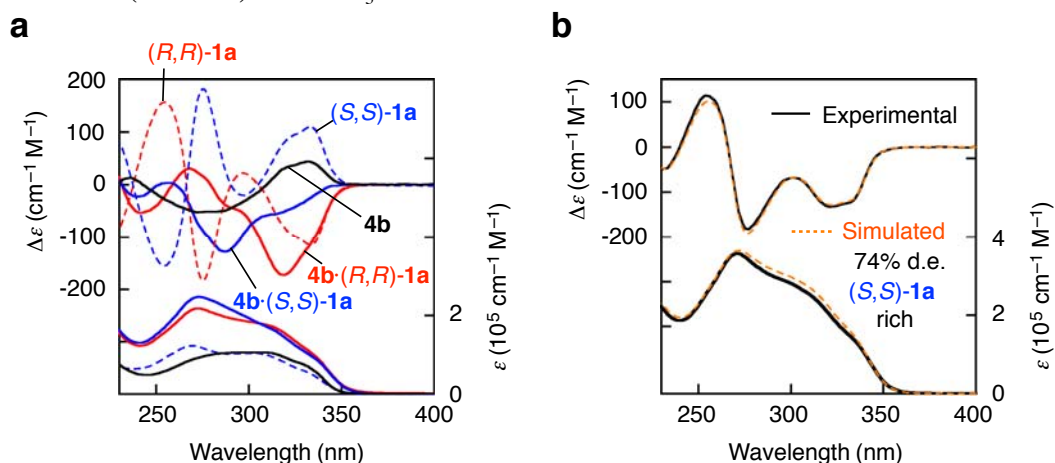 a
(R,R)-1a
200
100
0
-100
-200
Δε (cm⁻¹ M⁻¹)
(S,S)-1a
4b
4b·(R,R)-1a
4b·(S,S)-1a
2
0
ε (10⁵ cm⁻¹ M⁻¹)
250 300 350 400
Wavelength (nm)
b
100
0
-100
-200
Δε (cm⁻¹ M⁻¹)
Experimental
Simulated
74% d.e.
(S,S)-1a
rich
4
2
0
ε (10⁵ cm⁻¹ M⁻¹)
250 300 350 400
Wavelength (nm)